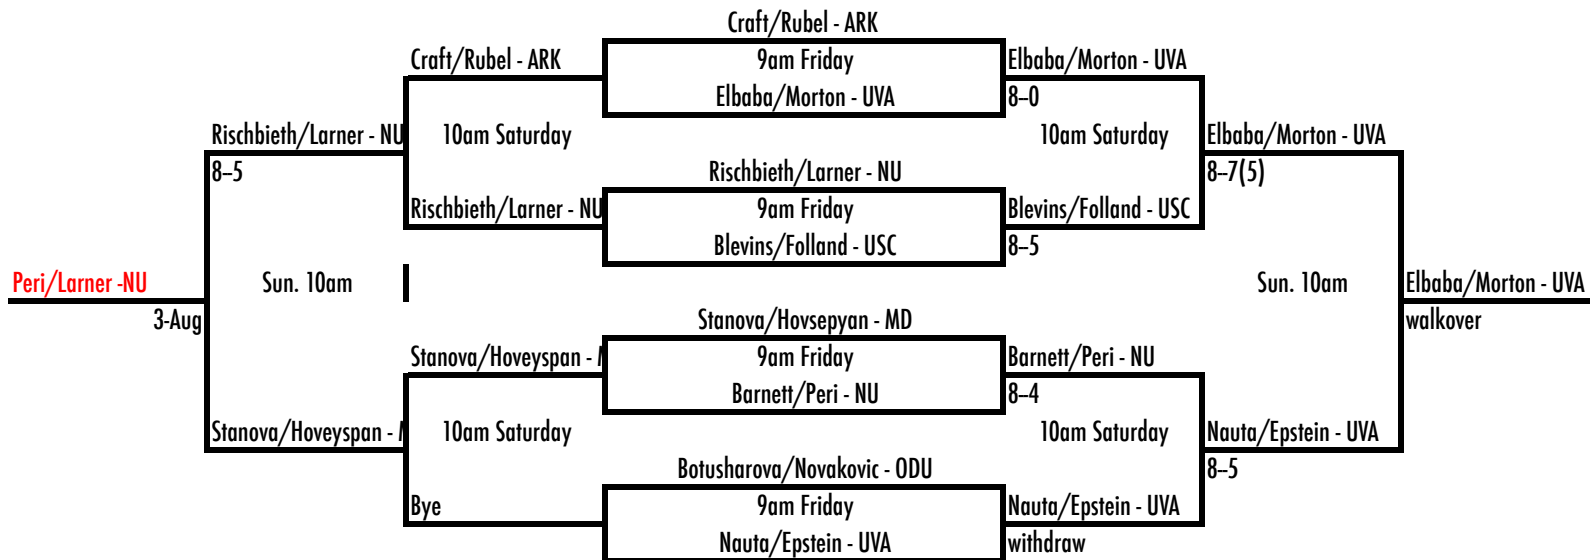 Craft/Rubel - ARK
Craft/Rubel - ARK
9am Friday
Elbaba/Morton - UVA
Elbaba/Morton - UVA
8–0
Rischbieth/Larner - NU
10am Saturday
10am Saturday
Elbaba/Morton - UVA
8–5
Rischbieth/Larner - NU
8–7(5)
Rischbieth/Larner - NU
9am Friday
Blevins/Folland - USC
Blevins/Folland - USC
8–5
Peri/Larner -NU
Sun. 10am
Sun. 10am
Elbaba/Morton - UVA
3-Aug
Stanova/Hovsepyan - MD
walkover
Stanova/Hoveyspan -
9am Friday
Barnett/Peri - NU
Barnett/Peri - NU
8–4
Stanova/Hoveyspan -
10am Saturday
10am Saturday
Nauta/Epstein - UVA
Botusharova/Novakovic - ODU
8–5
Bye
9am Friday
Nauta/Epstein - UVA
Nauta/Epstein - UVA
withdraw